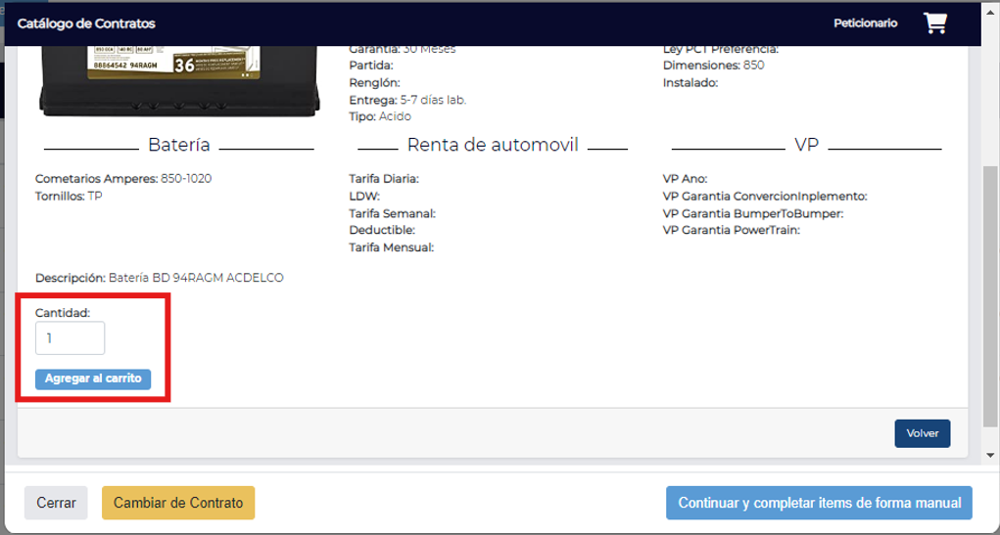 Catálogo de Contratos
Peticionario
88864542 94RAGM
36
Garantía: 30 Meses
Partida:
Renglón:
Entrega: 5-7 días lab.
Tipo: Acido
Ley PCT Preferencia:
Dimensiones: 850
Instalado:
Batería
Cometarios Amperes: 850-1020
Tornillos: TP
Renta de automovil
Tarifa Diaria:
LDW:
Tarifa Semanal:
Deductible:
Tarifa Mensual:
VP
VP Ano:
VP Garantia ConvercionInplemento:
VP Garantia BumperToBumper:
VP Garantia PowerTrain:
Descripción: Batería BD 94RAGM ACDELCO
Cantidad:
1
Agregar al carrito
Volver
Cerrar
Cambiar de Contrato
Continuar y completar items de forma manual